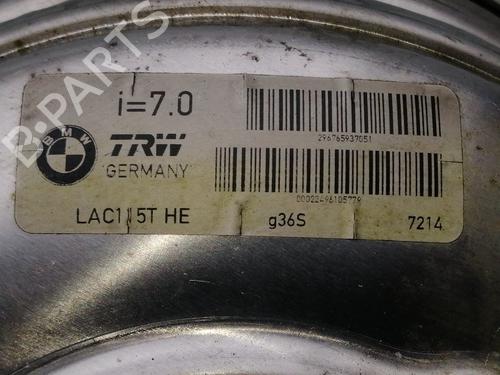 B-PARTS
i=7.0
BMW
TRW
GERMANY
296765937051
00022496105779
LAC1 5T HE
g36S
7214